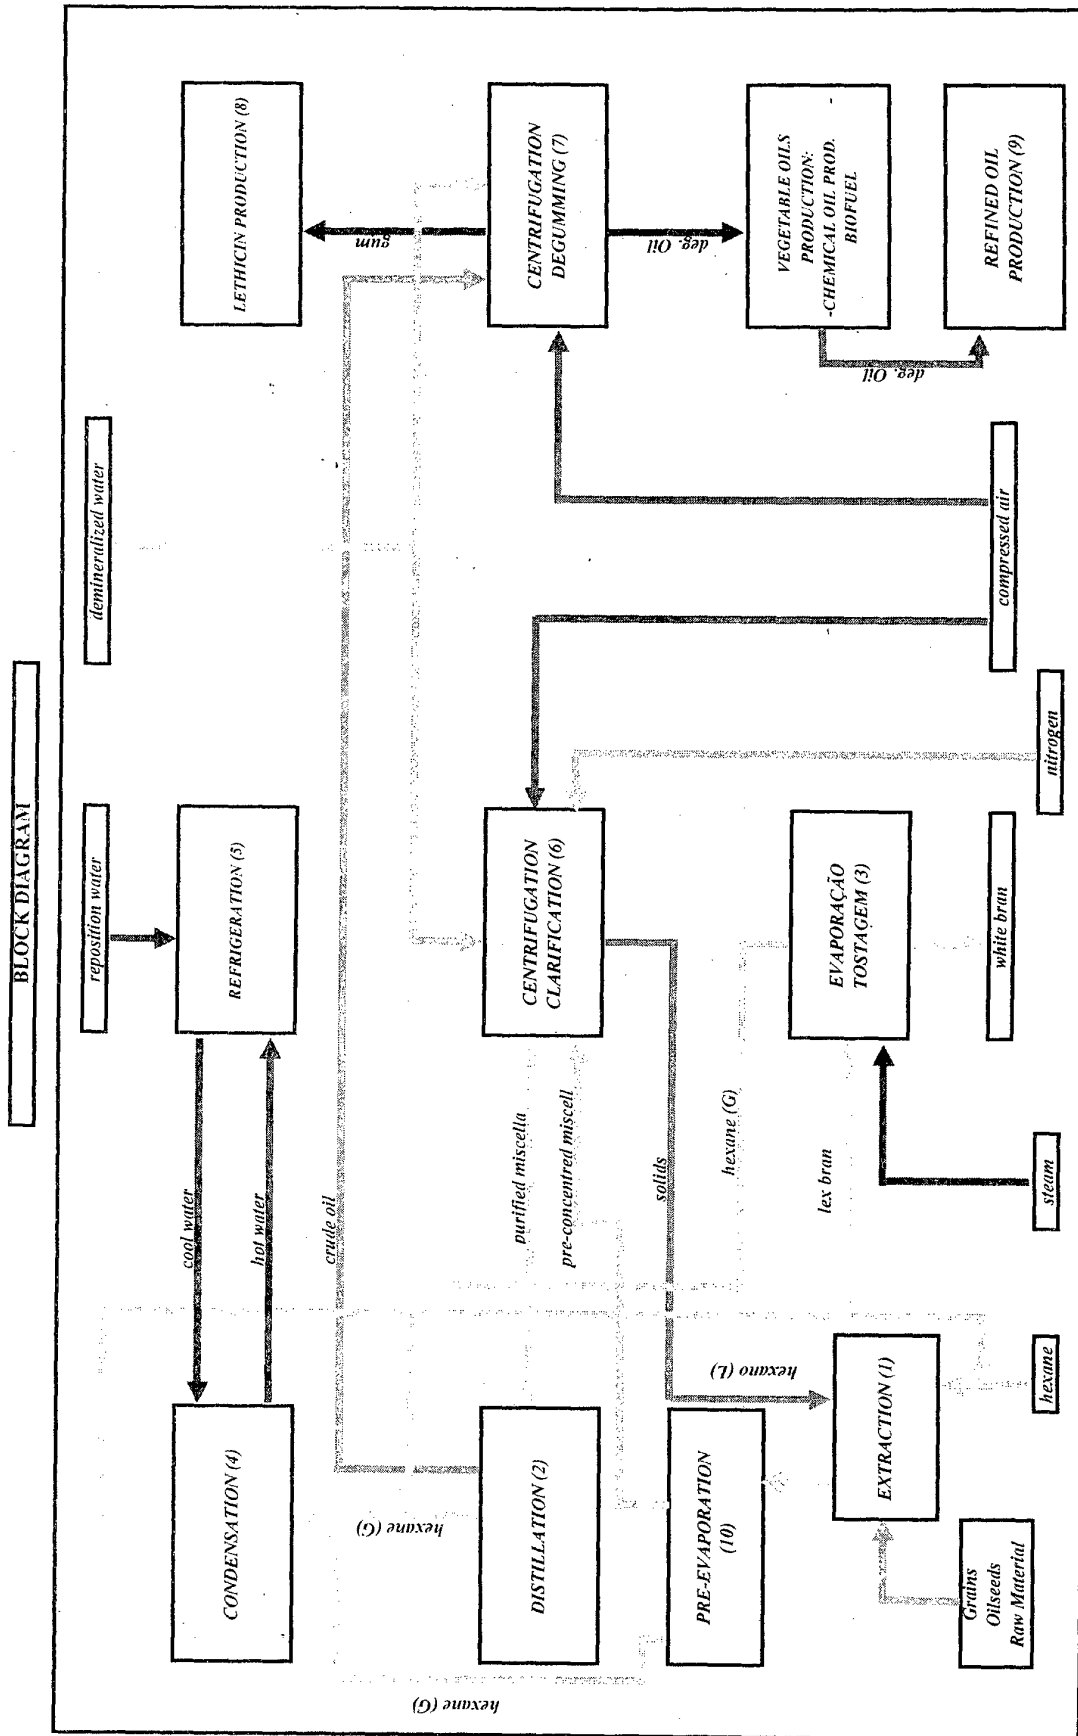 BLOCK DIAGRAM
reposition water
demineralized water
CONDENSATION (4)
cool water
hot water
REFRIGERATION (5)
LETHICIN PRODUCTION (8)
hexane (G)
hexane (G)
crude oil
gum
DISTILLATION (2)
purified miscella
pre-concentred miscell
CENTRIFUGATION
CLARIFICATION (6)
CENTRIFUGATION
DEGUMMING (7)
solids
deg. Oil
PRE-EVAPORATION
(10)
hexano (L)
hexane (G)
lex bran
EVAPORAÇÃO
TOSTAGEM (3)
VEGETABLE OILS
PRODUCTION:
-CHEMICAL OIL PROD. -
BIOFUEL
deg. Oil
EXTRACTION (1)
REFINED OIL
PRODUCTION (9)
Grains
Oilseeds
Raw Material
hexane
steam
white bran
nitrogen
compressed air